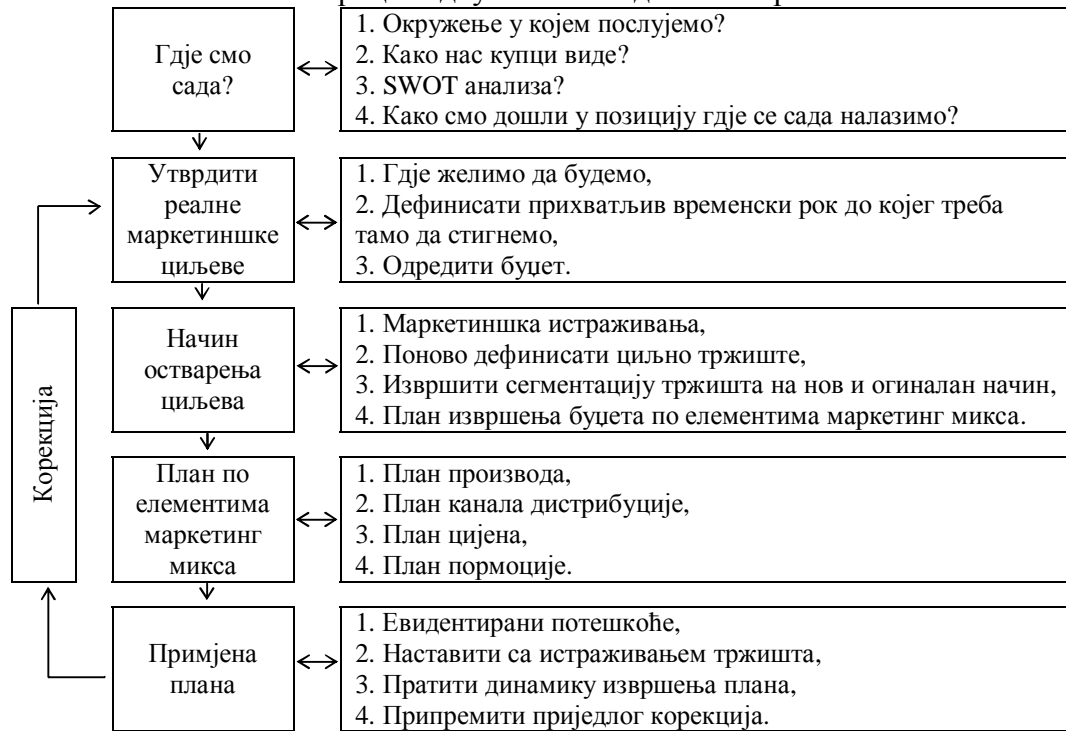 Гдје смо
сада?
1. Окружење у којем послујемо?
2. Како нас купци виде?
3. SWOT анализа?
4. Како смо дошли у позицију гдје се сада налазимо?
Утврдити
реалне
маркетиншке
циљеве
1. Гдје желимо да будемо,
2. Дефинисати прихватљив временски рок до којег треба
тамо да стигнемо,
3. Одредити буџет.
Начин
остварења
циљева
1. Маркетиншка истраживања,
2. Поново дефинисати циљно тржиште,
3. Извршити сегментацију тржишта на нов и огиналан начин,
4. План извршења буџета по елементима маркетинг микса.
Корекција
План по
елементима
маркетинг
микса
1. План производа,
2. План канала дистрибуције,
3. План цијена,
4. План пормоције.
Примјена
плана
1. Евидентирани потешкоће,
2. Наставити са истраживањем тржишта,
3. Пратити динамику извршења плана,
4. Припремити приједлог корекција.